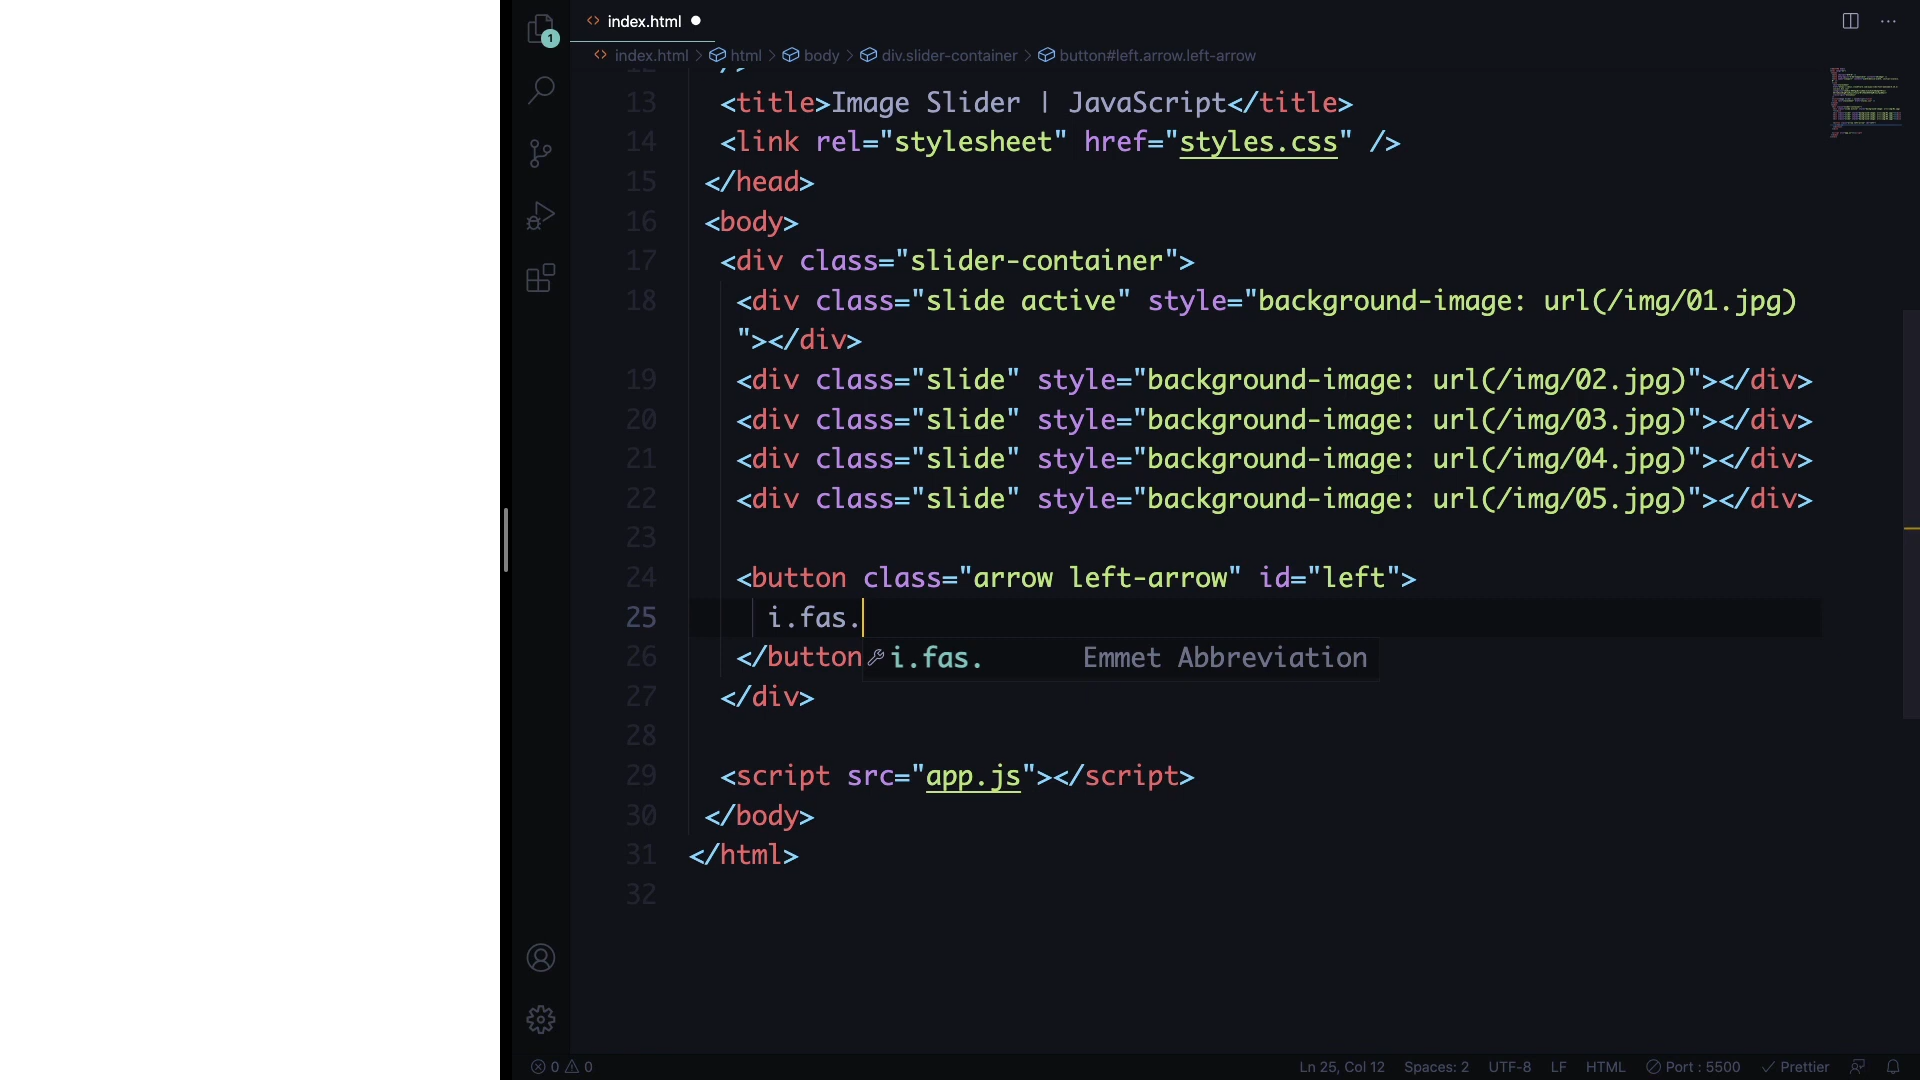 1
index.html
index.html > html > body > div.slider-container > button#left.arrow.left-arrow
13 <title>Image Slider | JavaScript</title>
14 <link rel="stylesheet" href="styles.css" />
15 </head>
16 <body>
17 <div class="slider-container">
18 <div class="slide active" style="background-image: url(/img/01.jpg)
"></div>
19 <div class="slide" style="background-image: url(/img/02.jpg)"></div>
20 <div class="slide" style="background-image: url(/img/03.jpg)"></div>
21 <div class="slide" style="background-image: url(/img/04.jpg)"></div>
22 <div class="slide" style="background-image: url(/img/05.jpg)"></div>
23
24 <button class="arrow left-arrow" id="left">
25 i.fas.
26 </button
i.fas. Emmet Abbreviation
27 </div>
28
29 <script src="app.js"></script>
30 </body>
31 </html>
32
0 0 Ln 25, Col 12 Spaces: 2 UTF-8 LF HTML Port : 5500 Prettier